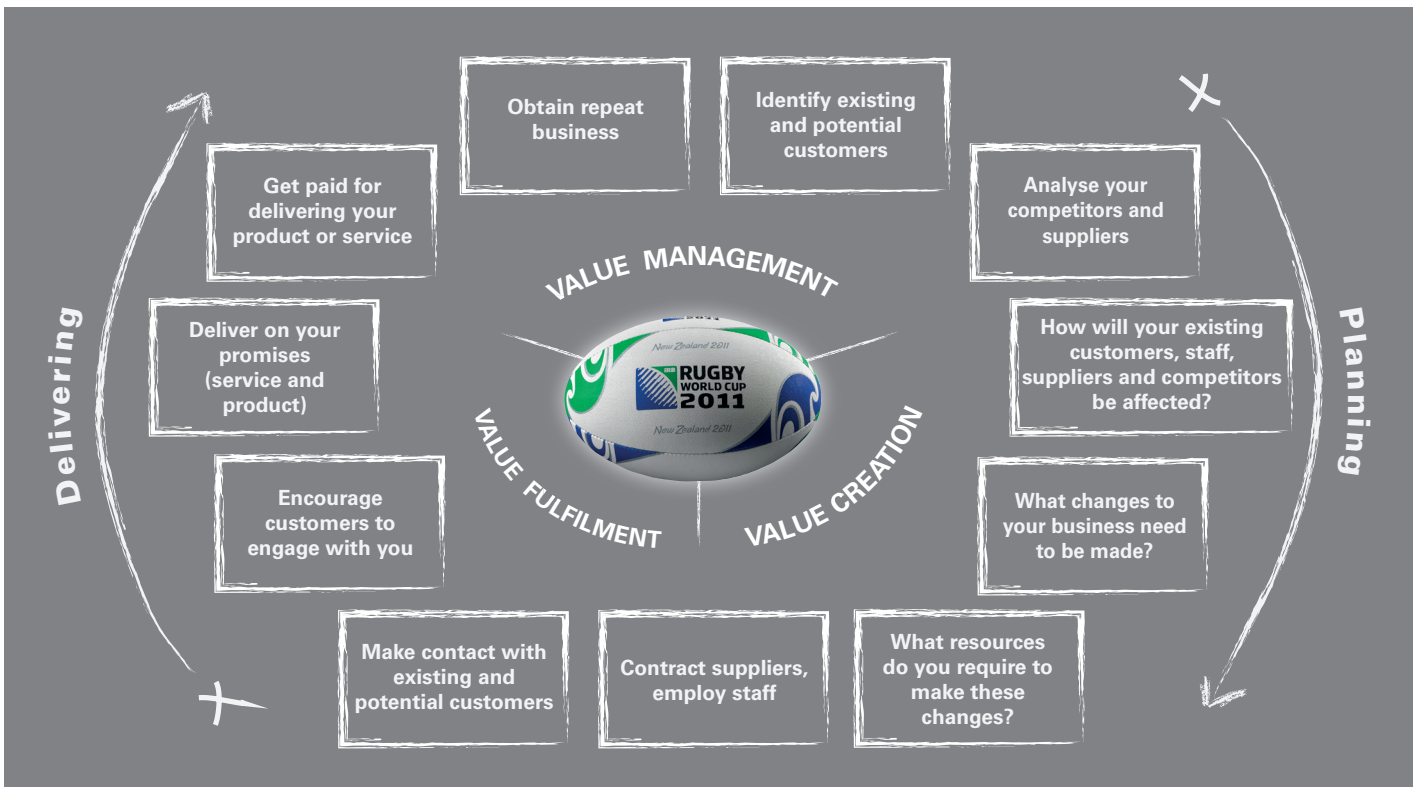 Obtain repeat
business
Identify existing
and potential
customers
Analyse your
competitors and
suppliers
How will your existing
customers, staff,
suppliers and competitors
be affected?
What changes to
your business need
to be made?
What resources
do you require to
make these
changes?
Contract suppliers,
employ staff
Make contact with
existing and
potential customers
Encourage
customers to
engage with you
Deliver on your
promises
(service and
product)
Get paid for
delivering your
product or service
Delivering
Planning
VALUE MANAGEMENT
VALUE CREATION
VALUE FULFILMENT
New Zealand 2011
IRB
RUGBY
WORLD CUP
2011
New Zealand 2011